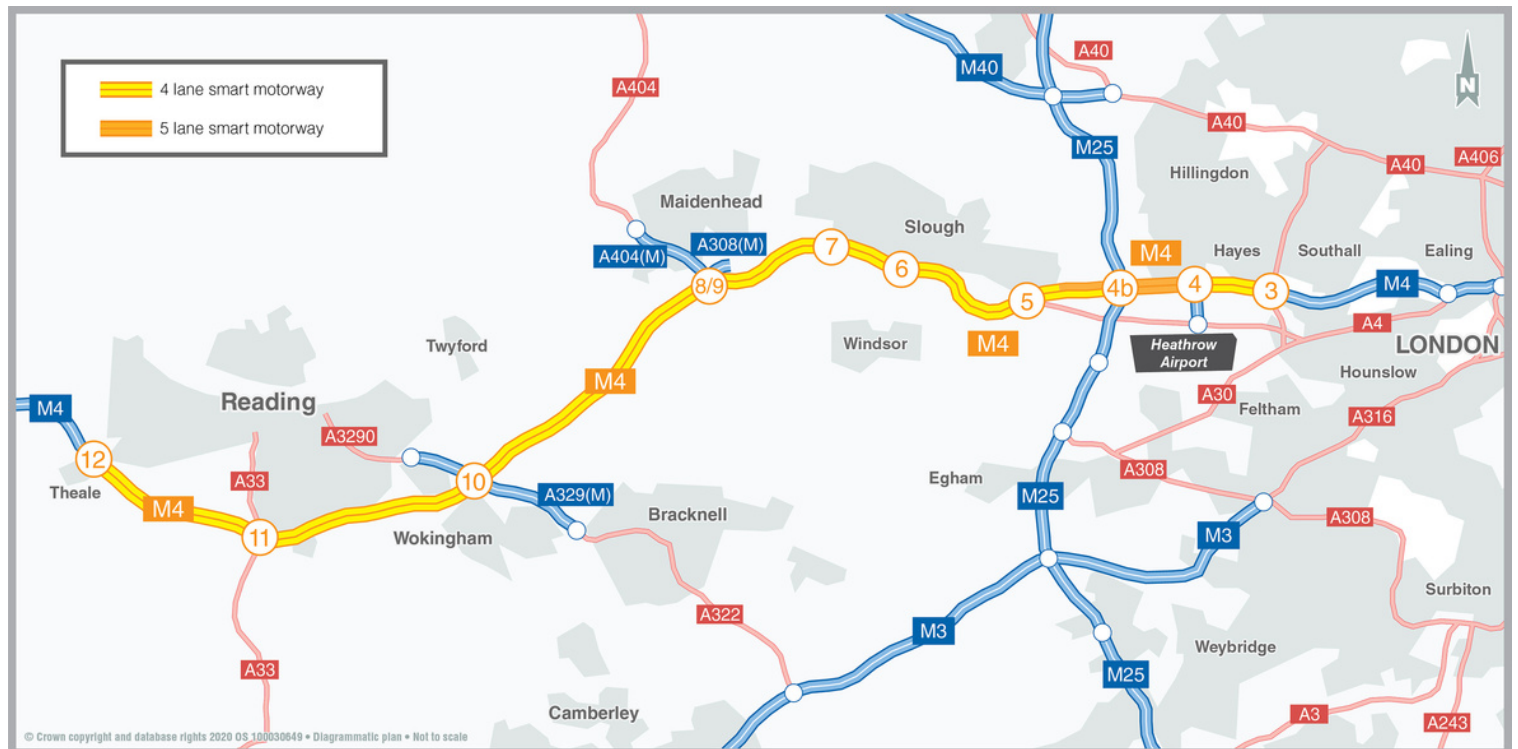 4 lane smart motorway
5 lane smart motorway
N
A404
M40
A40
A40
A40
A406
M25
Hillingdon
Maidenhead
A404(M)
A308(M)
Slough
Hayes
Southall
Ealing
M4
M4
8/9
7
6
5
4b
4
3
M4
A4
Windsor
Heathrow
Airport
LONDON
Hounslow
Twyford
M4
A30
Feltham
A316
M4
Reading
A3290
12
Theale
A33
M4
11
10
A329(M)
Wokingham
Bracknell
Egham
A308
M25
A308
M3
A322
M3
Surbiton
Weybridge
A33
M25
Camberley
A3
A243
© Crown copyright and database rights 2020 OS 100030649 • Diagrammatic plan • Not to scale